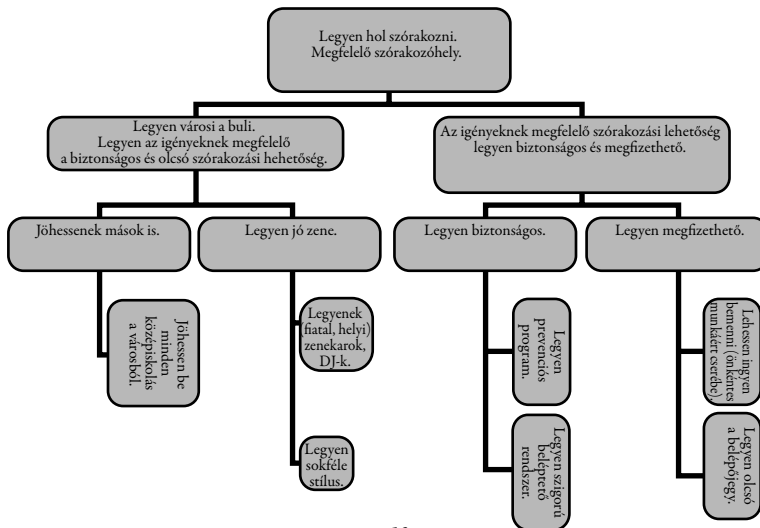 Legyen hol szórakozni.
Megfelelő szórakozóhely.
Legyen városi a buli.
Legyen az igényeknek megfelelő
a biztonságos és olcsó szórakozási hehetőség.
Az igényeknek megfelelő szórakozási lehetőség
legyen biztonságos és megfizethető.
Jöhessenek mások is.
Legyen jó zene.
Legyen biztonságos.
Legyen megfizethető.
Jöhessen be
minden
középiskolás
a városból.
Legyenek
(fiatal, helyi)
zenekarok,
DJ-k.
Legyen
prevenciós
program.
Lehessen ingyen
bemenni (önkéntes
munkáért cserébe).
Legyen
sokféle
stílus.
Legyen szigorú
beléptető
rendszer.
Legyen olcsó
a belépőjegy.